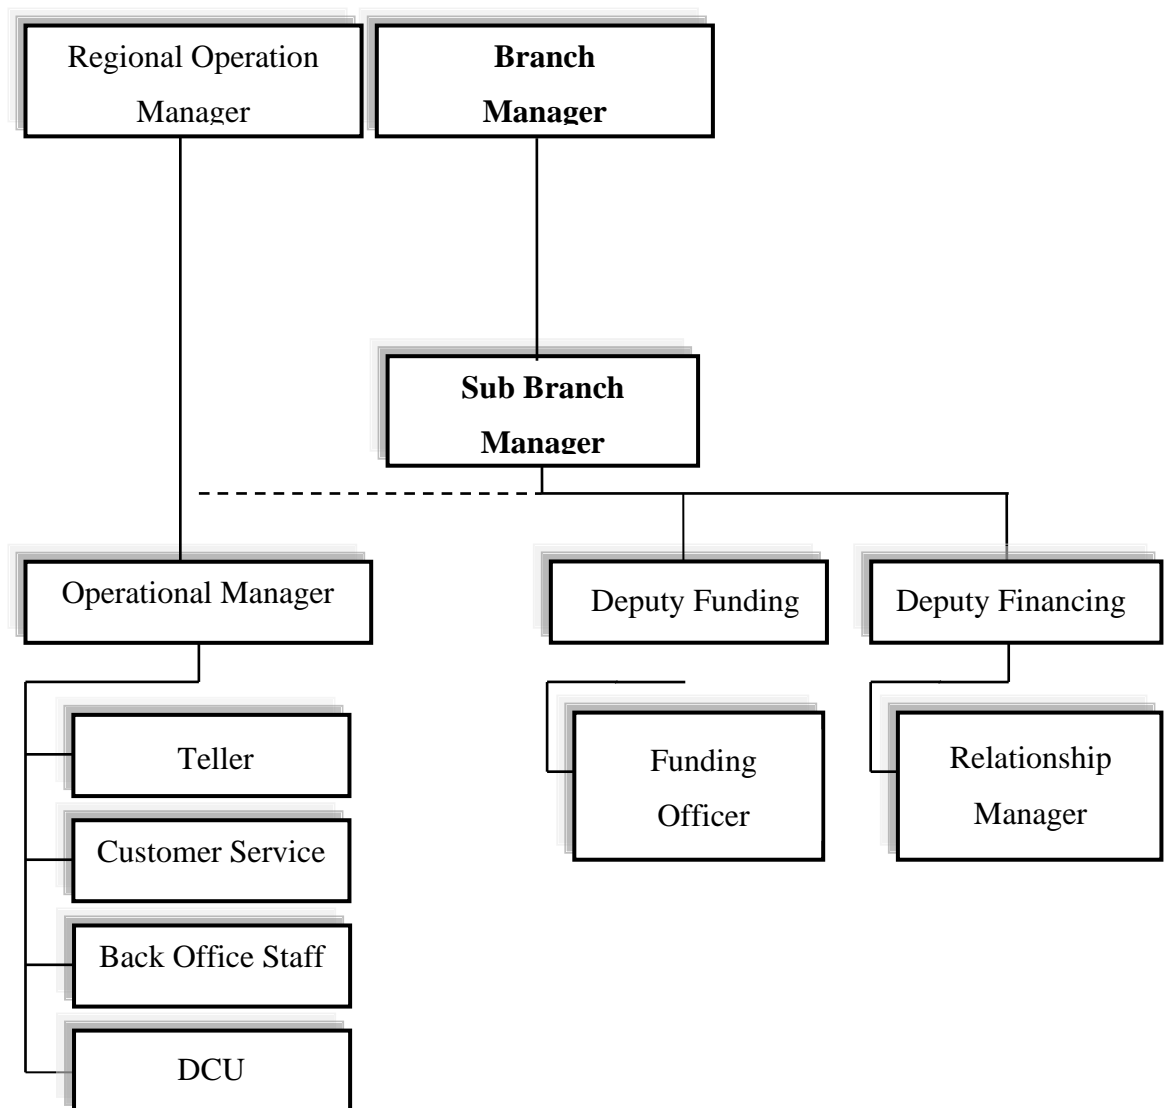 Regional Operation
Manager
Branch
Manager
Sub Branch
Manager
Operational Manager
Deputy Funding
Deputy Financing
Teller
Customer Service
Back Office Staff
DCU
Funding
Officer
Relationship
Manager